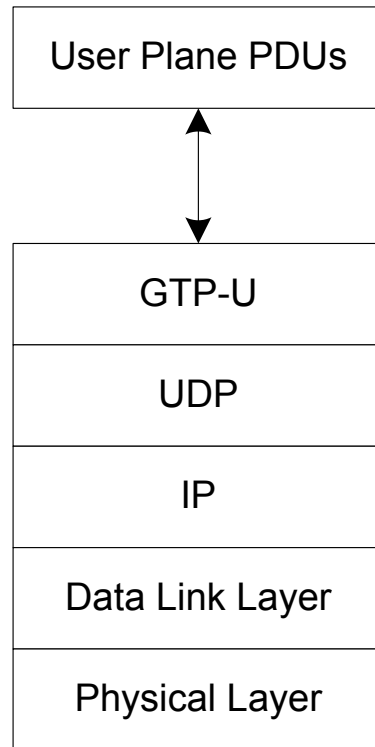 User Plane PDUs
GTP-U
UDP
IP
Data Link Layer
Physical Layer